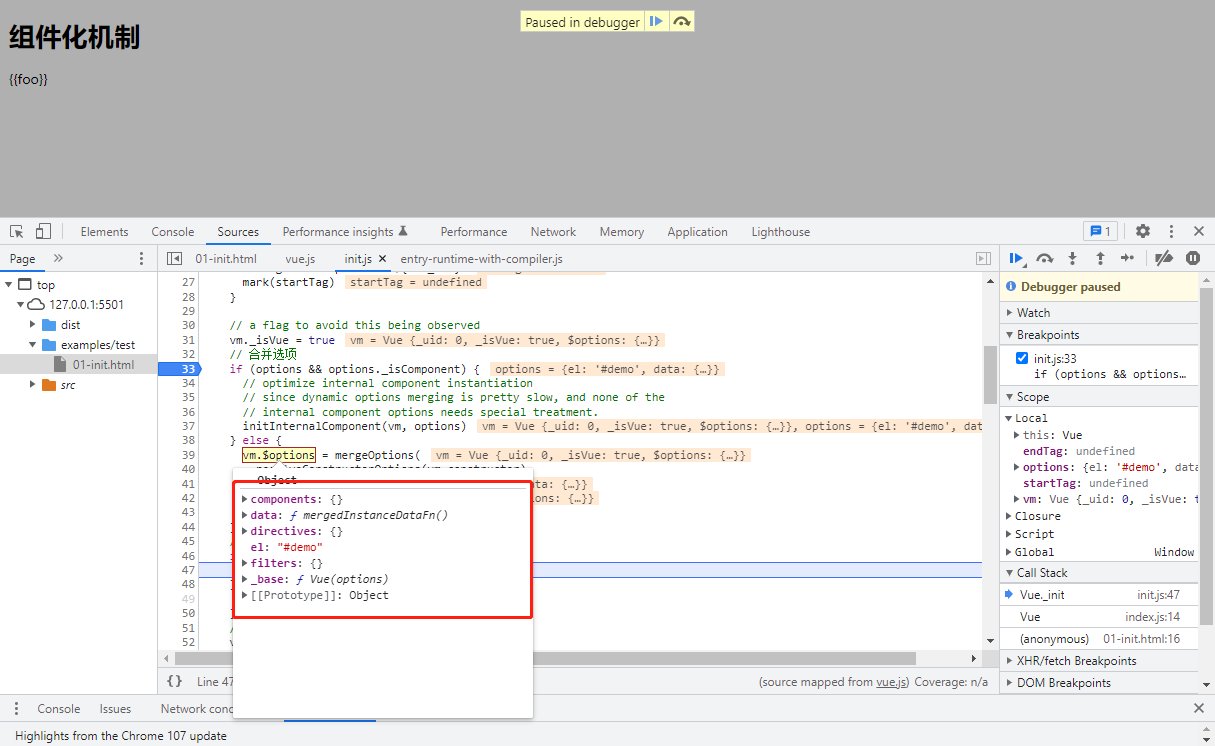 Paused in debugger
组件化机制
{{foo}}
Elements Console Sources Performance insights Performance Network Memory Application Lighthouse 1
Page 01-init.html vue.js init.js entry-runtime-with-compiler.js
top
127.0.0.1:5501
dist
examples/test
01-init.html
src
27 mark(startTag) startTag = undefined
28 }
29
30 // a flag to avoid this being observed
31 vm._isVue = true vm = Vue {_uid: 0, _isVue: true, $options: {…}}
32 // 合并选项
33 if (options && options._isComponent) { options = {el: '#demo', data: {…}}
34 // optimize internal component instantiation
35 // since dynamic options merging is pretty slow, and none of the
36 // internal component options needs special treatment.
37 initInternalComponent(vm, options) vm = Vue {_uid: 0, _isVue: true, $options: {…}}, options = {el: '#demo', dat
38 } else {
39 vm.$options = mergeOptions( vm = Vue {_uid: 0, _isVue: true, $options: {…}}
40
41 ta: {…}}
42 ions: {…}}
43
44
45
46
47
48
49
50
51
52
Object
components: {}
data: ƒ mergedInstanceDataFn()
directives: {}
el: "#demo"
filters: {}
_base: ƒ Vue(options)
[[Prototype]]: Object
{} Line 47 (source mapped from vue.js) Coverage: n/a
Debugger paused
Watch
Breakpoints
init.js:33
if (options && options…
Scope
Local
this: Vue
endTag: undefined
options: {el: '#demo', data
startTag: undefined
vm: Vue {_uid: 0, _isVue: t
Closure
Script
Global Window
Call Stack
Vue._init init.js:47
Vue index.js:14
(anonymous) 01-init.html:16
XHR/fetch Breakpoints
DOM Breakpoints
Console Issues Network conc
Highlights from the Chrome 107 update